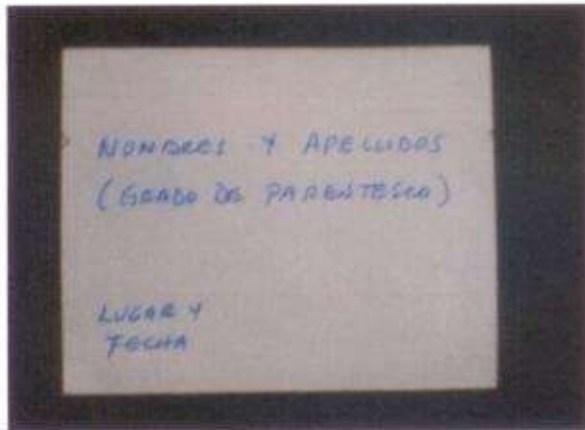 NOMBRES Y APELLIDOS
(GRADO DE PARENTESCO)
LUGAR Y
FECHA